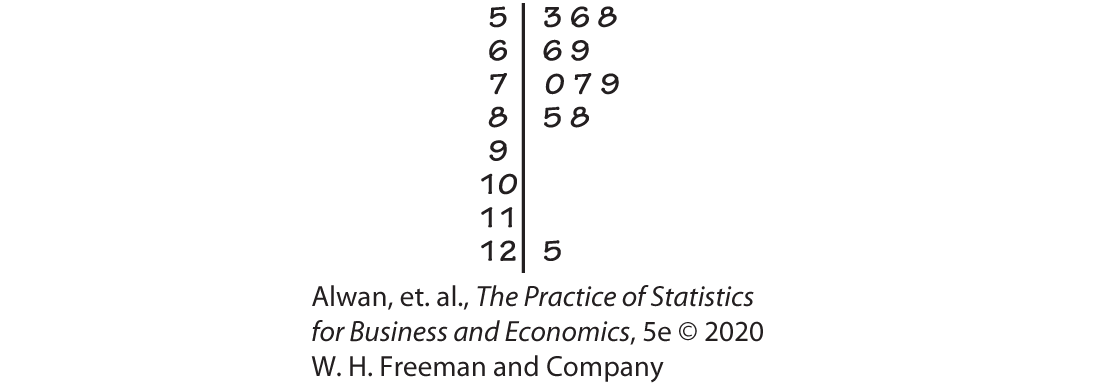 5 | 3 6 8
6 | 6 9
7 | 0 7 9
8 | 5 8
9 |
10 |
11 |
12 | 5
Alwan, et. al., The Practice of Statistics
for Business and Economics, 5e © 2020
W. H. Freeman and Company